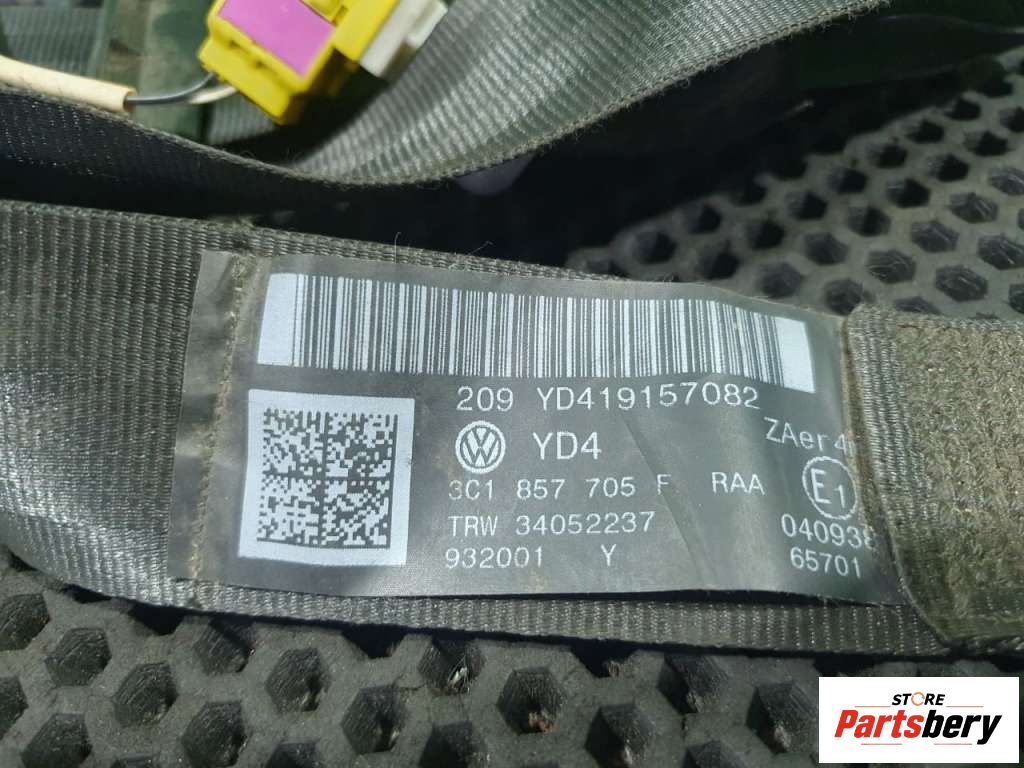 209 YD419157082
ZAer4
YD4
3C1 857 705 F RAA
E1
TRW 34052237
040938
932001 Y
65701
STORE
Partsbery